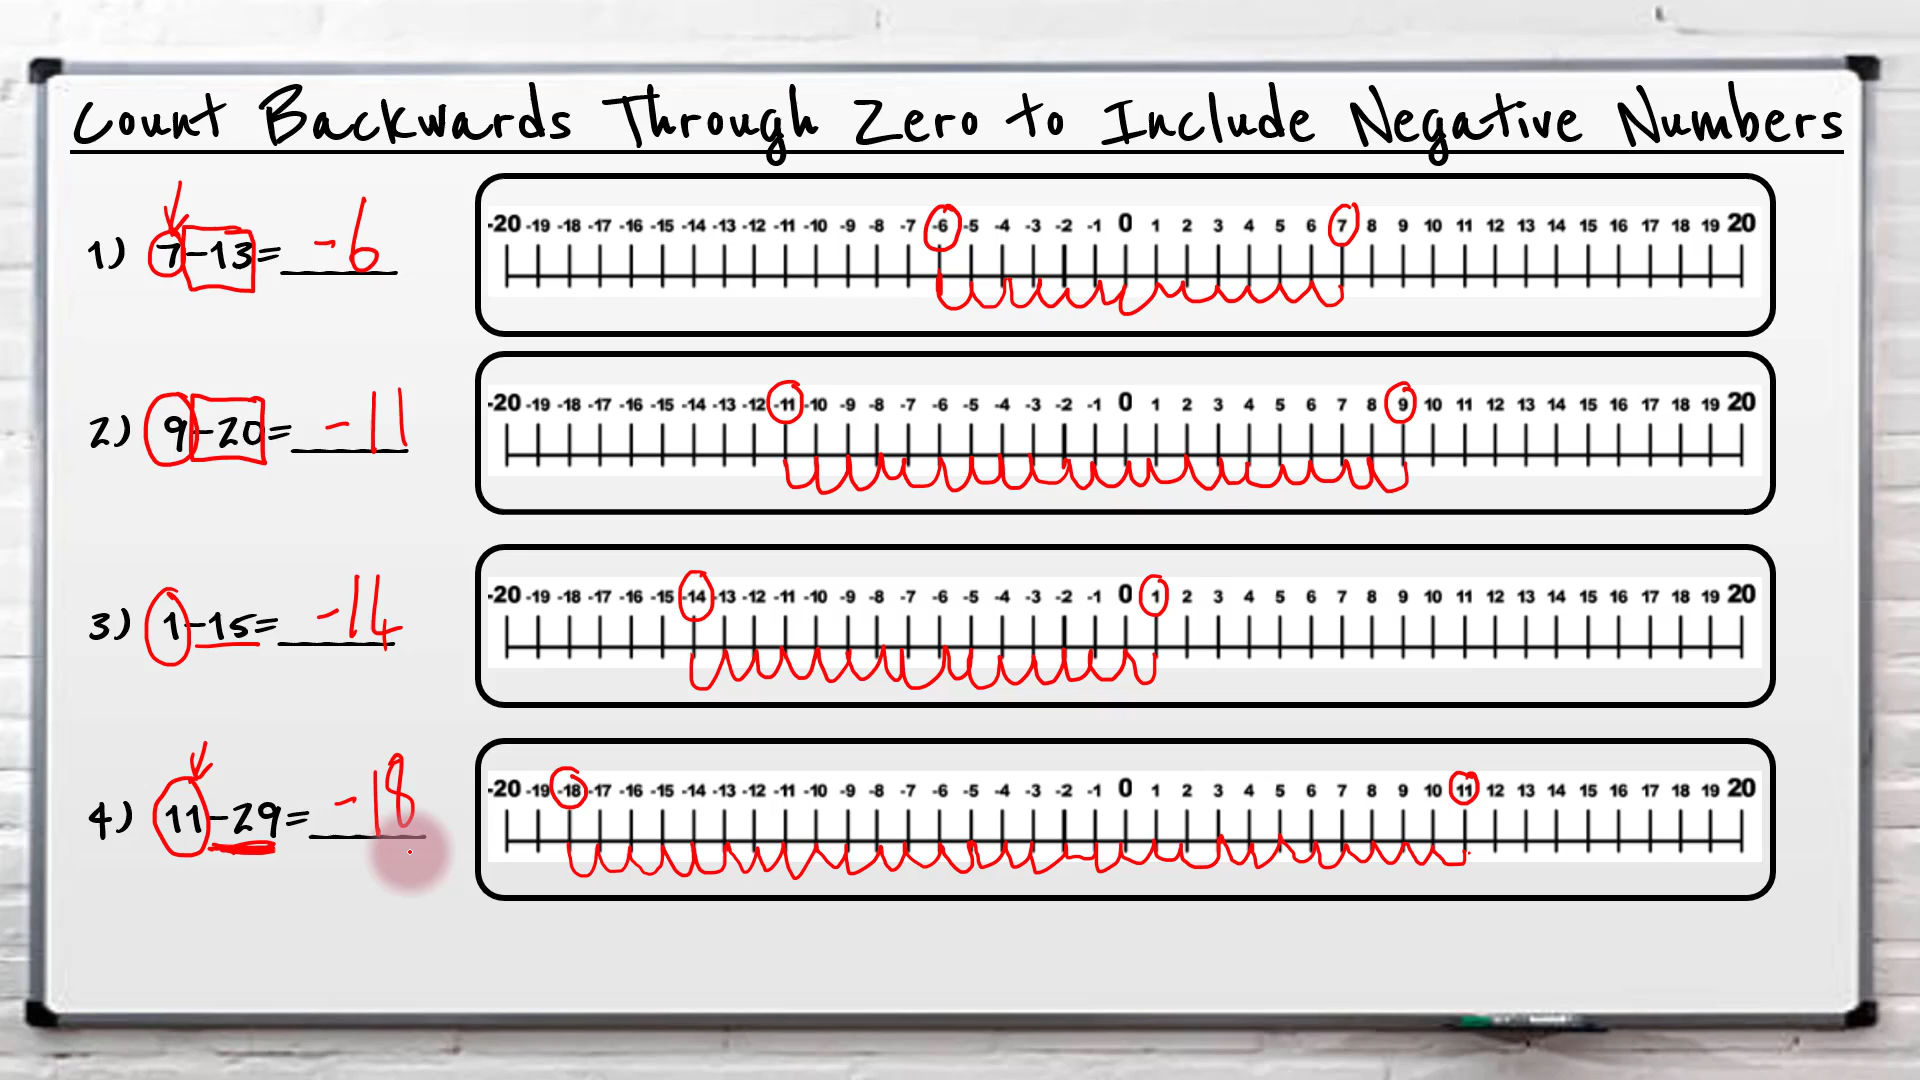 Count Backwards Through Zero to Include Negative Numbers
1) 7-13= -6
-20 -19 -18 -17 -16 -15 -14 -13 -12 -11 -10 -9 -8 -7 -6 -5 -4 -3 -2 -1 0 1 2 3 4 5 6 7 8 9 10 11 12 13 14 15 16 17 18 19 20
2) 9-20= -11
-20 -19 -18 -17 -16 -15 -14 -13 -12 -11 -10 -9 -8 -7 -6 -5 -4 -3 -2 -1 0 1 2 3 4 5 6 7 8 9 10 11 12 13 14 15 16 17 18 19 20
3) 1-15= -14
-20 -19 -18 -17 -16 -15 -14 -13 -12 -11 -10 -9 -8 -7 -6 -5 -4 -3 -2 -1 0 1 2 3 4 5 6 7 8 9 10 11 12 13 14 15 16 17 18 19 20
4) 11-29= -18
-20 -19 -18 -17 -16 -15 -14 -13 -12 -11 -10 -9 -8 -7 -6 -5 -4 -3 -2 -1 0 1 2 3 4 5 6 7 8 9 10 11 12 13 14 15 16 17 18 19 20